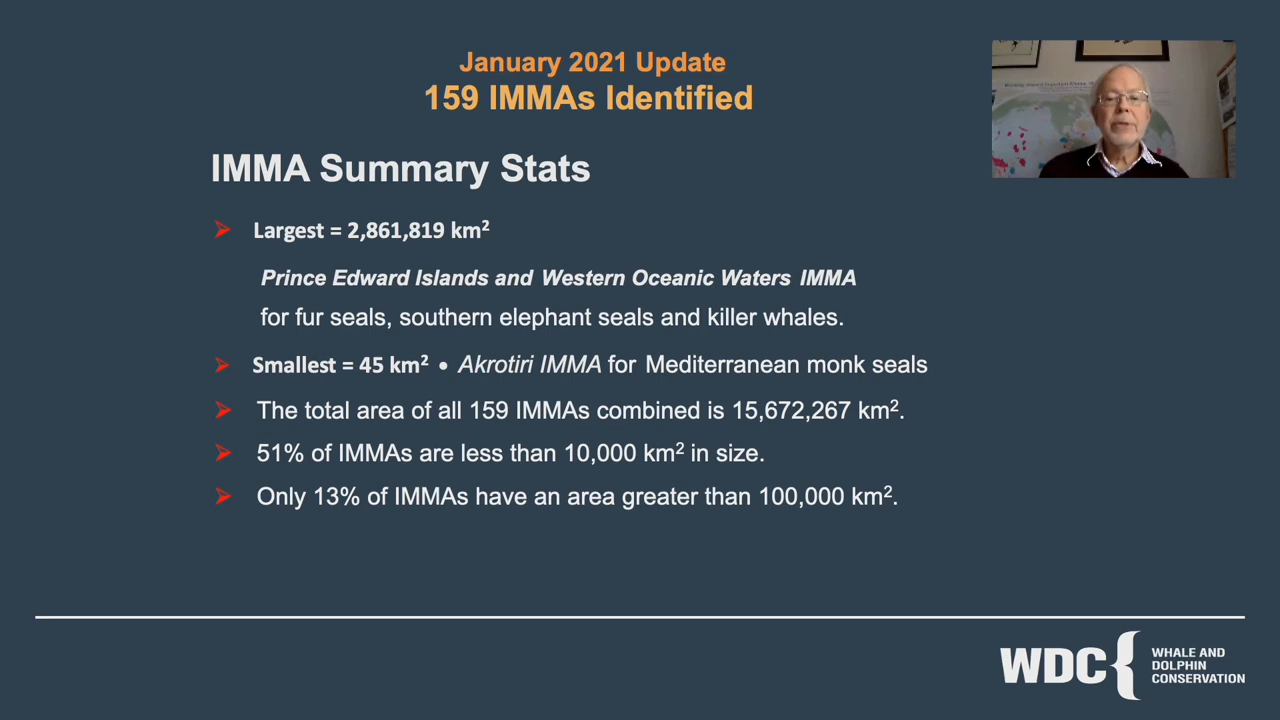 January 2021 Update
159 IMMAs Identified
IMMA Summary Stats
➢ Largest = 2,861,819 km²
Prince Edward Islands and Western Oceanic Waters IMMA
for fur seals, southern elephant seals and killer whales.
➢ Smallest = 45 km² • Akrotiri IMMA for Mediterranean monk seals
➢ The total area of all 159 IMMAs combined is 15,672,267 km².
➢ 51% of IMMAs are less than 10,000 km² in size.
➢ Only 13% of IMMAs have an area greater than 100,000 km².
WDC
WHALE AND
DOLPHIN
CONSERVATION